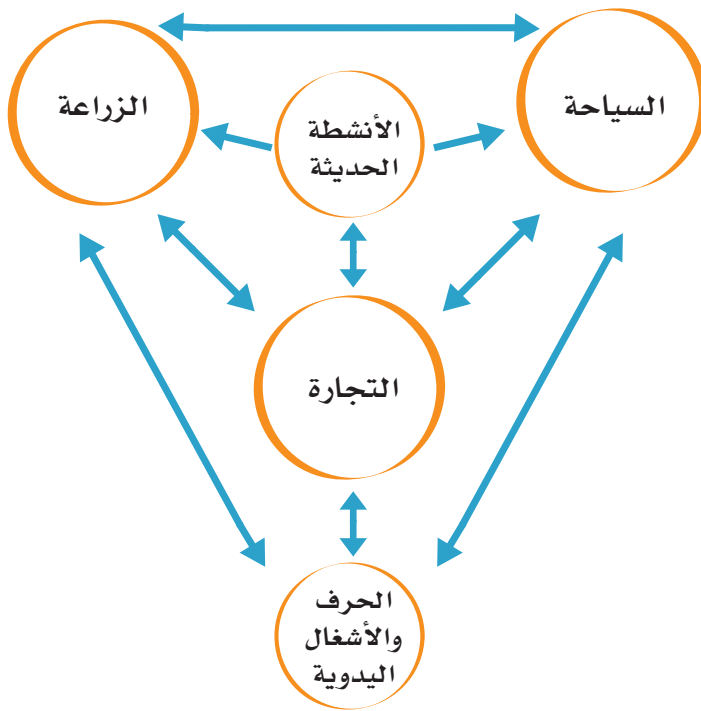 السياحة
الأنشطة
الحديثة
الزراعة
التجارة
الحرف
والأشغال
اليدوية